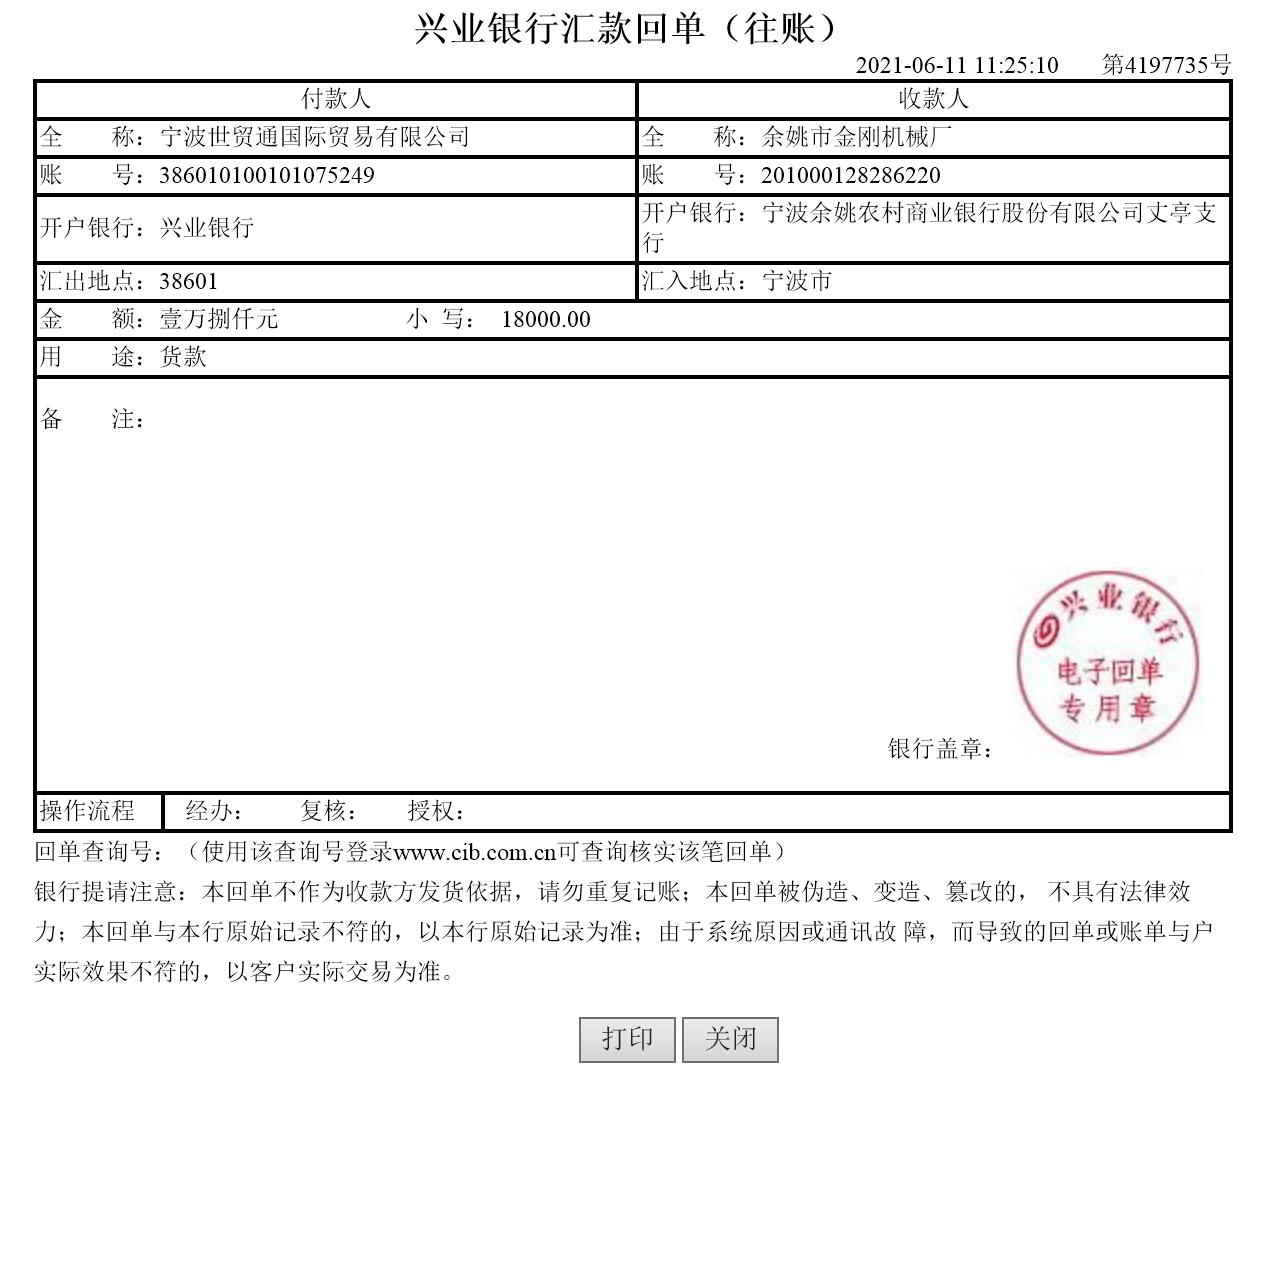 兴业银行汇款回单（往账）
2021-06-11 11:25:10 第4197735号
付款人 收款人
全 称：宁波世贸通国际贸易有限公司 全 称：余姚市金刚机械厂
账 号：386010100101075249 账 号：201000128286220
开户银行：兴业银行 开户银行：宁波余姚农村商业银行股份有限公司丈亭支
行
汇出地点：38601 汇入地点：宁波市
金 额：壹万捌仟元 小 写： 18000.00
用 途：货款
备 注：
兴业银行
电子回单
专用章
银行盖章：
操作流程 经办： 复核： 授权：
回单查询号：（使用该查询号登录www.cib.com.cn可查询核实该笔回单）
银行提请注意：本回单不作为收款方发货依据，请勿重复记账；本回单被伪造、变造、篡改的， 不具有法律效
力；本回单与本行原始记录不符的，以本行原始记录为准；由于系统原因或通讯故 障，而导致的回单或账单与户
实际效果不符的，以客户实际交易为准。
打印 关闭